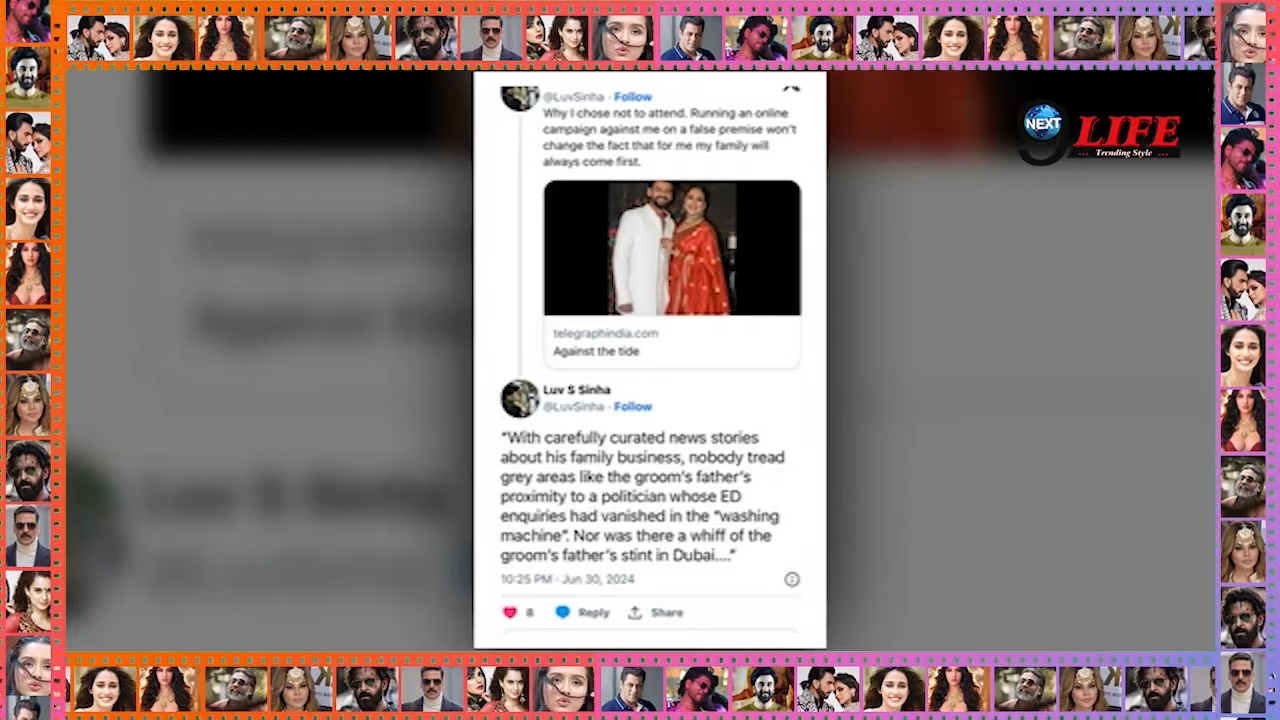 @LuvSinha · Follow
Why I chose not to attend. Running an online
campaign against me on a false premise won't
change the fact that for me my family will
always come first.
telegraphindia.com
Against the tide
Luv S Sinha
@LuvSinha · Follow
"With carefully curated news stories
about his family business, nobody tread
grey areas like the groom's father's
proximity to a politician whose ED
enquiries had vanished in the "washing
machine". Nor was there a whiff of the
groom's father's stint in Dubai...."
10:25 PM · Jun 30, 2024
8 Reply Share
NEXT
9
LIFE
... Trending Style ...